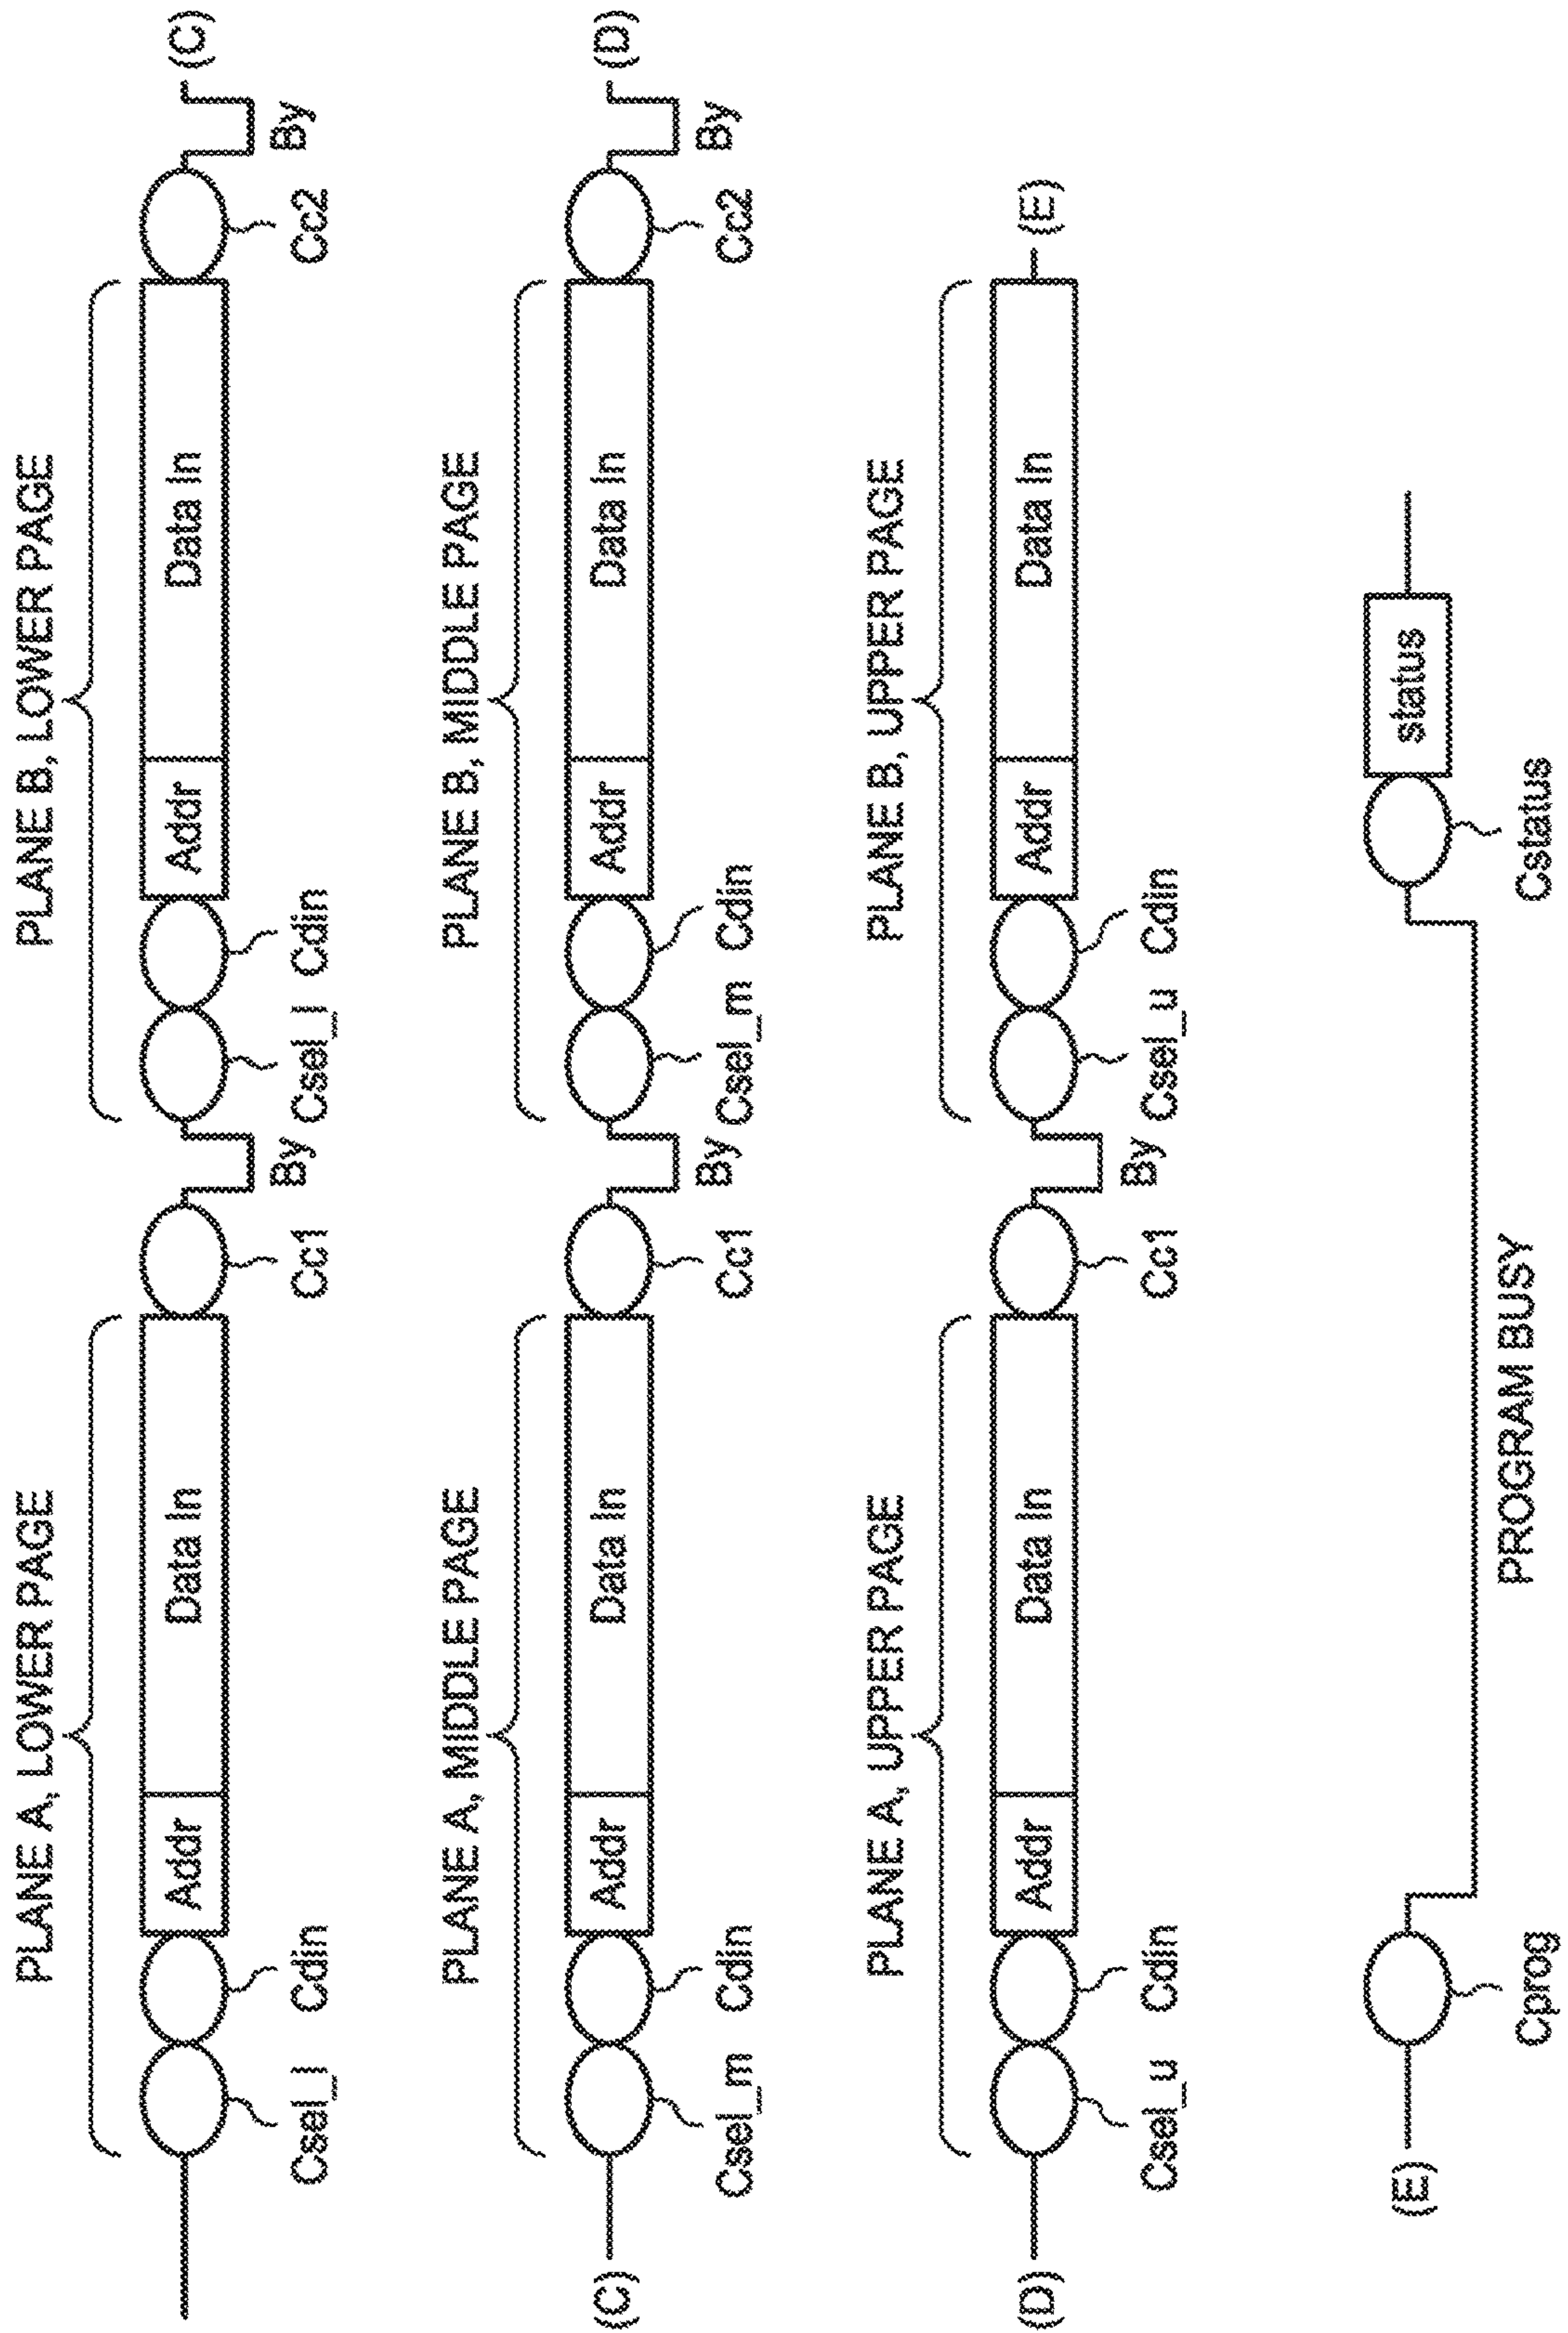 PLANE A, LOWER PAGE PLANE B, LOWER PAGE
Addr Data In Addr Data In (C)
Csel_l Cdin Cc1 By Csel_l Cdin Cc2 By
PLANE A, MIDDLE PAGE PLANE B, MIDDLE PAGE
(C) Addr Data In Addr Data In (D)
Csel_m Cdin Cc1 By Csel_m Cdin Cc2 By
PLANE A, UPPER PAGE PLANE B, UPPER PAGE
(D) Addr Data In Addr Data In (E)
Csel_u Cdin Cc1 By Csel_u Cdin
(E) status
Cprog PROGRAM BUSY Cstatus